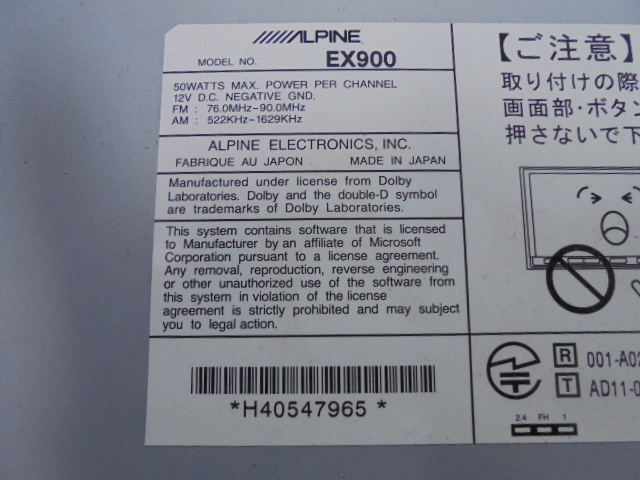 ALPINE
MODEL NO. EX900
50WATTS MAX. POWER PER CHANNEL
12V D.C. NEGATIVE GND.
FM : 76.0MHz-90.0MHz
AM : 522KHz-1629KHz
ALPINE ELECTRONICS, INC.
FABRIQUE AU JAPON MADE IN JAPAN
Manufactured under license from Dolby
Laboratories. Dolby and the double-D symbol
are trademarks of Dolby Laboratories.
This system contains software that is licensed
to Manufacturer by an affiliate of Microsoft
Corporation pursuant to a license agreement.
Any removal, reproduction, reverse engineering
or other unauthorized use of the software from
this system in violation of the license
agreement is strictly prohibited and may subject
you to legal action.
*H40547965 *
【ご注意】
取り付けの際
画面部・ボタン
押さないで下
R 001-A02
T AD11-0
2.4 FH 1